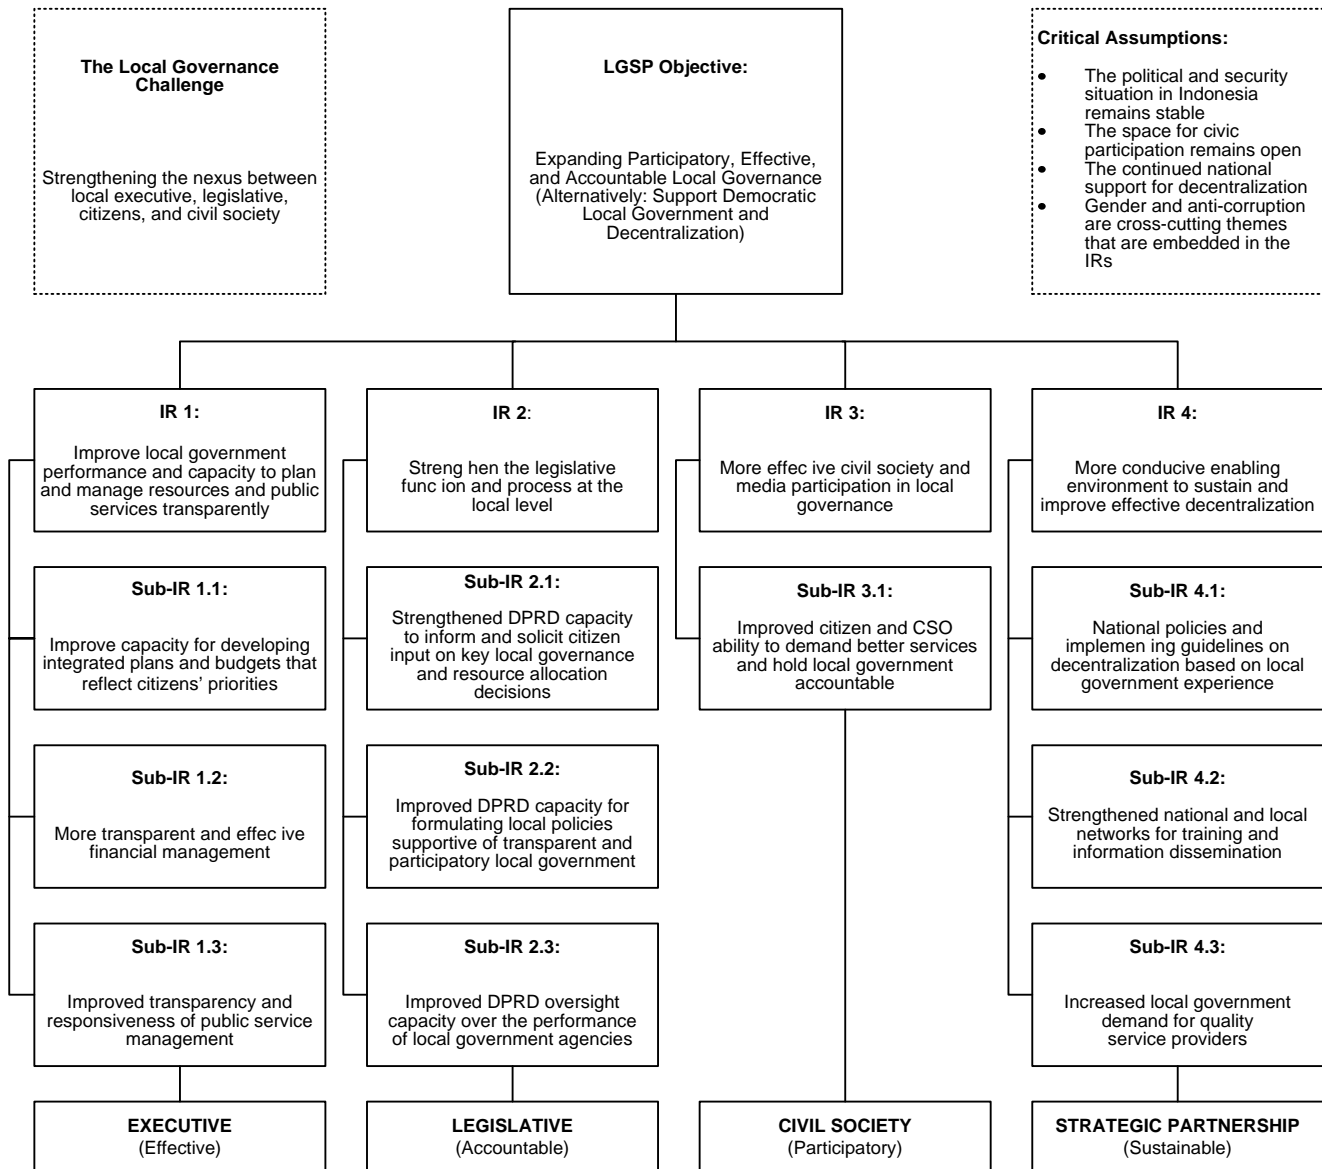 The Local Governance
Challenge
Strengthening the nexus between
local executive, legislative,
citizens, and civil society
LGSP Objective:
Expanding Participatory, Effective,
and Accountable Local Governance
(Alternatively: Support Democratic
Local Government and
Decentralization)
Critical Assumptions:
• The political and security
situation in Indonesia
remains stable
• The space for civic
participation remains open
• The continued national
support for decentralization
• Gender and anti-corruption
are cross-cutting themes
that are embedded in the
IRs
IR 1:
Improve local government
performance and capacity to plan
and manage resources and public
services transparently
IR 2:
Streng hen the legislative
func ion and process at the
local level
IR 3:
More effec ive civil society and
media participation in local
governance
IR 4:
More conducive enabling
environment to sustain and
improve effective decentralization
Sub-IR 1.1:
Improve capacity for developing
integrated plans and budgets that
reflect citizens’ priorities
Sub-IR 2.1:
Strengthened DPRD capacity
to inform and solicit citizen
input on key local governance
and resource allocation
decisions
Sub-IR 3.1:
Improved citizen and CSO
ability to demand better services
and hold local government
accountable
Sub-IR 4.1:
National policies and
implemen ing guidelines on
decentralization based on local
government experience
Sub-IR 1.2:
More transparent and effec ive
financial management
Sub-IR 2.2:
Improved DPRD capacity for
formulating local policies
supportive of transparent and
participatory local government
Sub-IR 4.2:
Strengthened national and local
networks for training and
information dissemination
Sub-IR 1.3:
Improved transparency and
responsiveness of public service
management
Sub-IR 2.3:
Improved DPRD oversight
capacity over the performance
of local government agencies
Sub-IR 4.3:
Increased local government
demand for quality
service providers
EXECUTIVE
(Effective)
LEGISLATIVE
(Accountable)
CIVIL SOCIETY
(Participatory)
STRATEGIC PARTNERSHIP
(Sustainable)